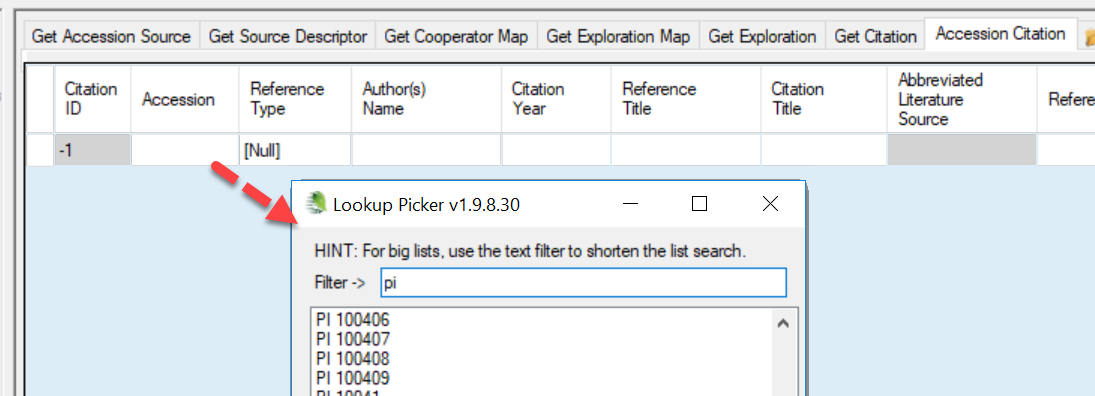 Get Accession Source Get Source Descriptor Get Cooperator Map Get Exploration Map Get Exploration Get Citation Accession Citation
Citation ID Accession Reference Type Author(s) Name Citation Year Reference Title Citation Title Abbreviated Literature Source
-1 [Null]
Lookup Picker v1.9.8.30
HINT: For big lists, use the text filter to shorten the list search.
Filter -> pi
PI 100406
PI 100407
PI 100408
PI 100409
PI 10041